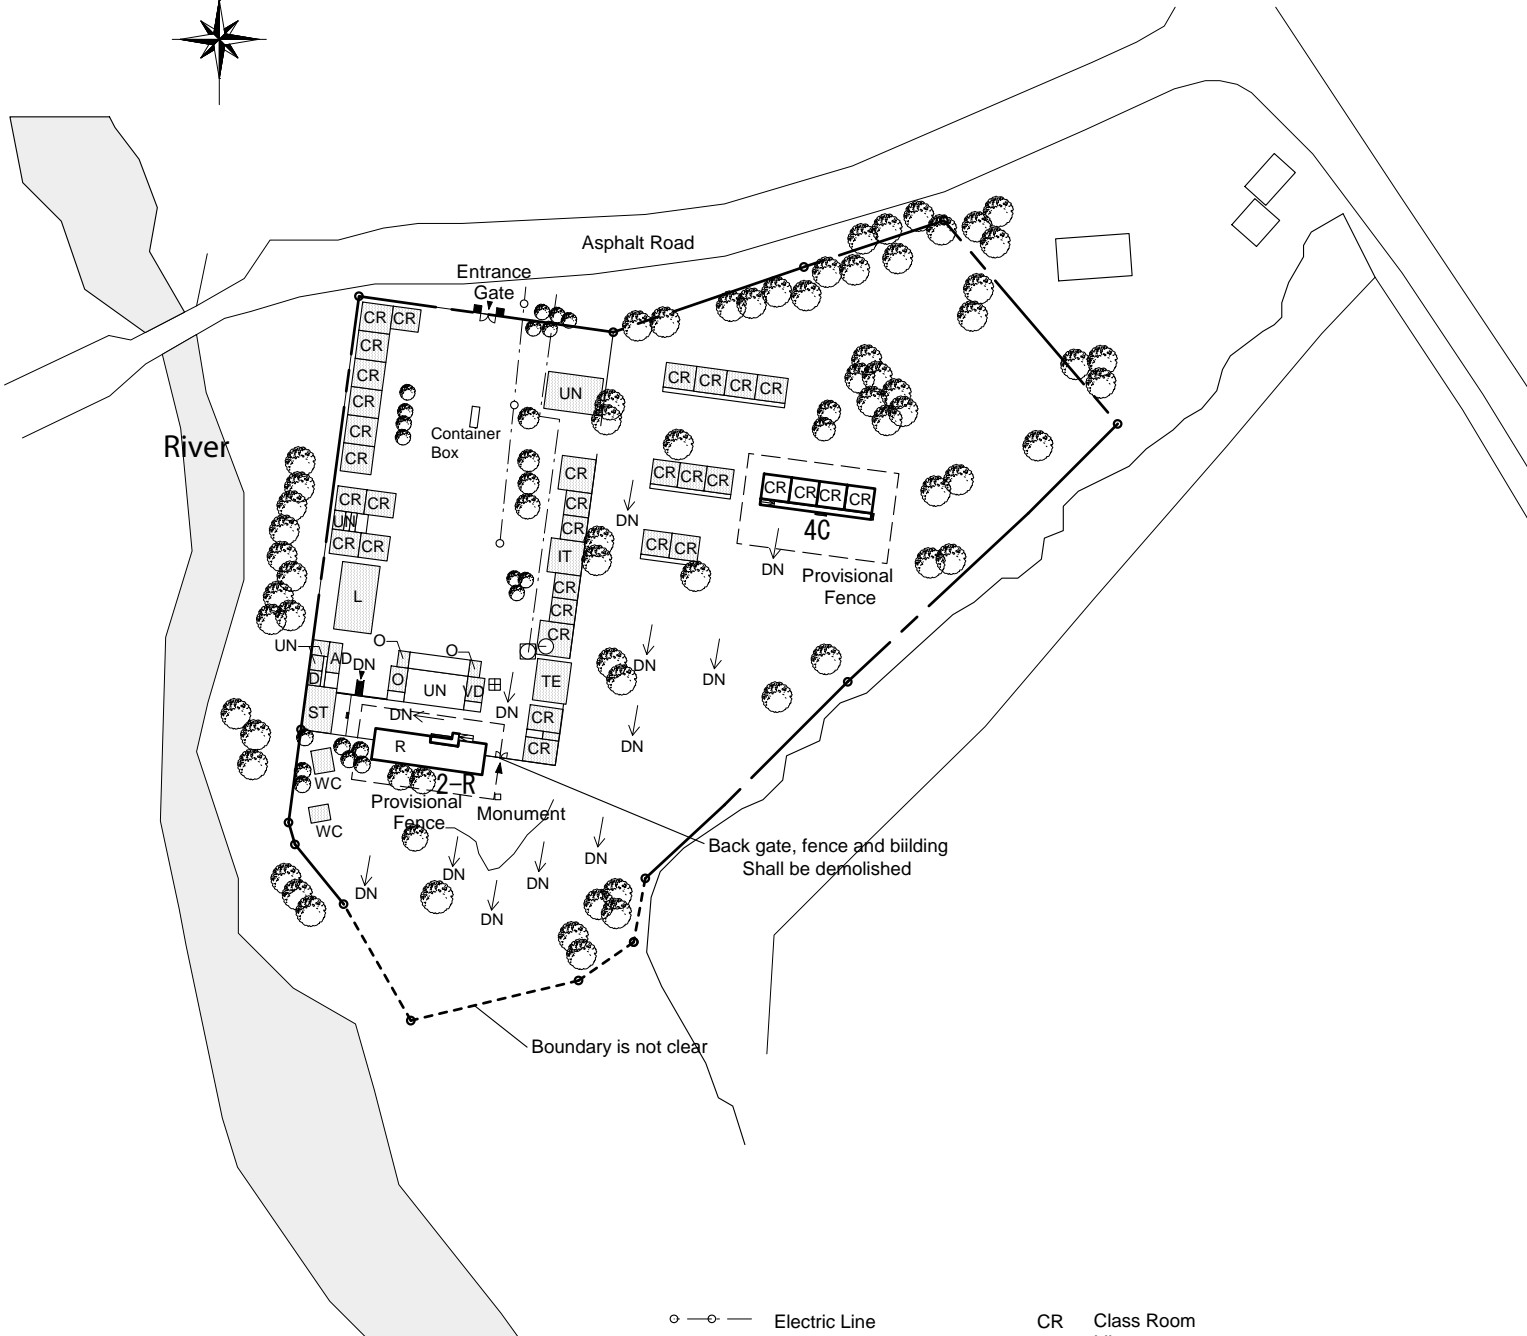 Asphalt Road
Entrance
Gate
CR CR
CR
CR
CR
CR
CR
River
Container
Box
UN
CR CR CR CR
CR CR
UN
CR CR
L
CR
CR
CR
IT
CR
CR
CR
TE
CR
CR
DN
CR CR CR
CR CR
CR CR CR CR
4C
DN
Provisional
Fence
UN
AD
DN
D
ST
O
O
O
UN
VD
DN
DN
R
2-R
DN
DN
DN
WC
WC
Provisional
Fence
Monument
Back gate, fence and biilding
Shall be demolished
DN
DN
DN
DN
DN
Boundary is not clear
Electric Line
CR Class Room